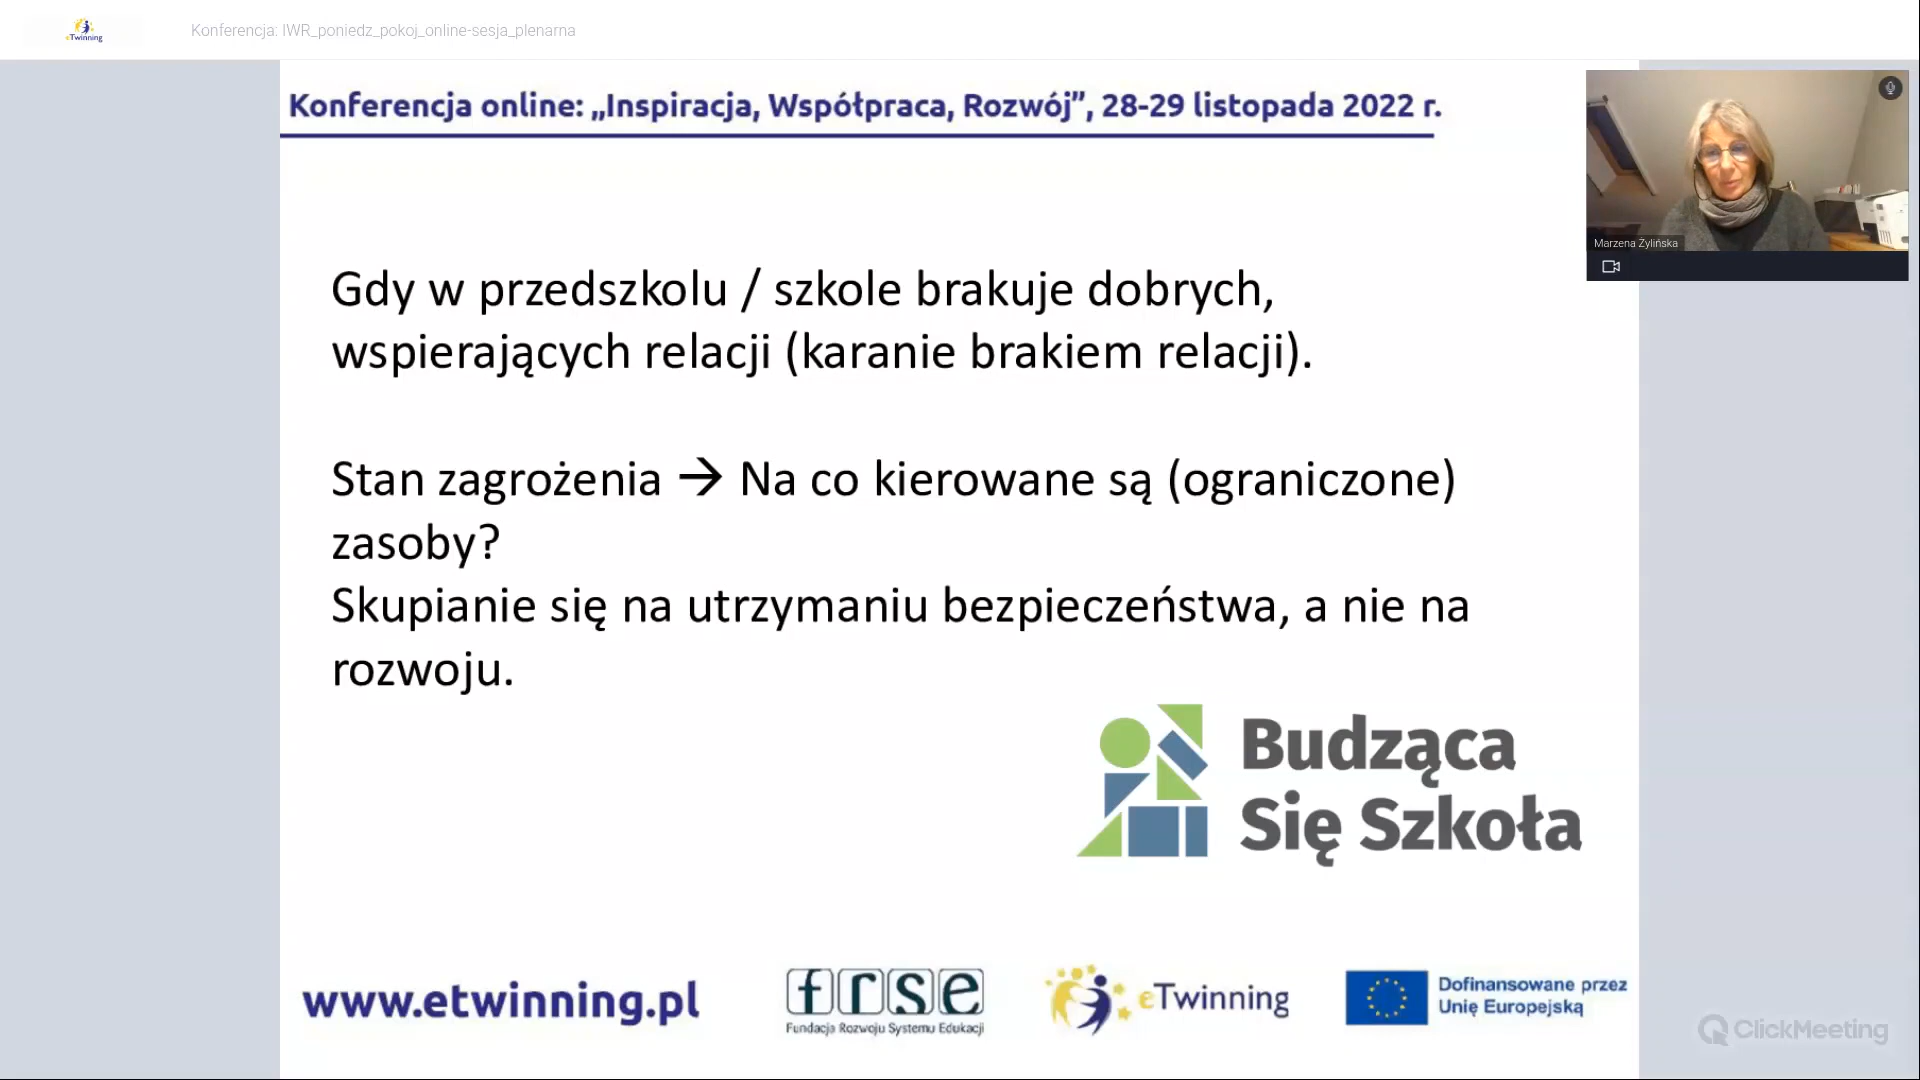 eTwinning
Konferencja: IWR_poniedz_pokoj_online-sesja_plenarna
Konferencja online: „Inspiracja, Współpraca, Rozwój”, 28-29 listopada 2022 r.
Marzena Żylińska
Gdy w przedszkolu / szkole brakuje dobrych,
wspierających relacji (karanie brakiem relacji).
Stan zagrożenia → Na co kierowane są (ograniczone)
zasoby?
Skupianie się na utrzymaniu bezpieczeństwa, a nie na
rozwoju.
Budząca
Się Szkoła
www.etwinning.pl
frse
Fundacja Rozwoju Systemu Edukacji
eTwinning
Dofinansowane przez
Unię Europejską
ClickMeeting